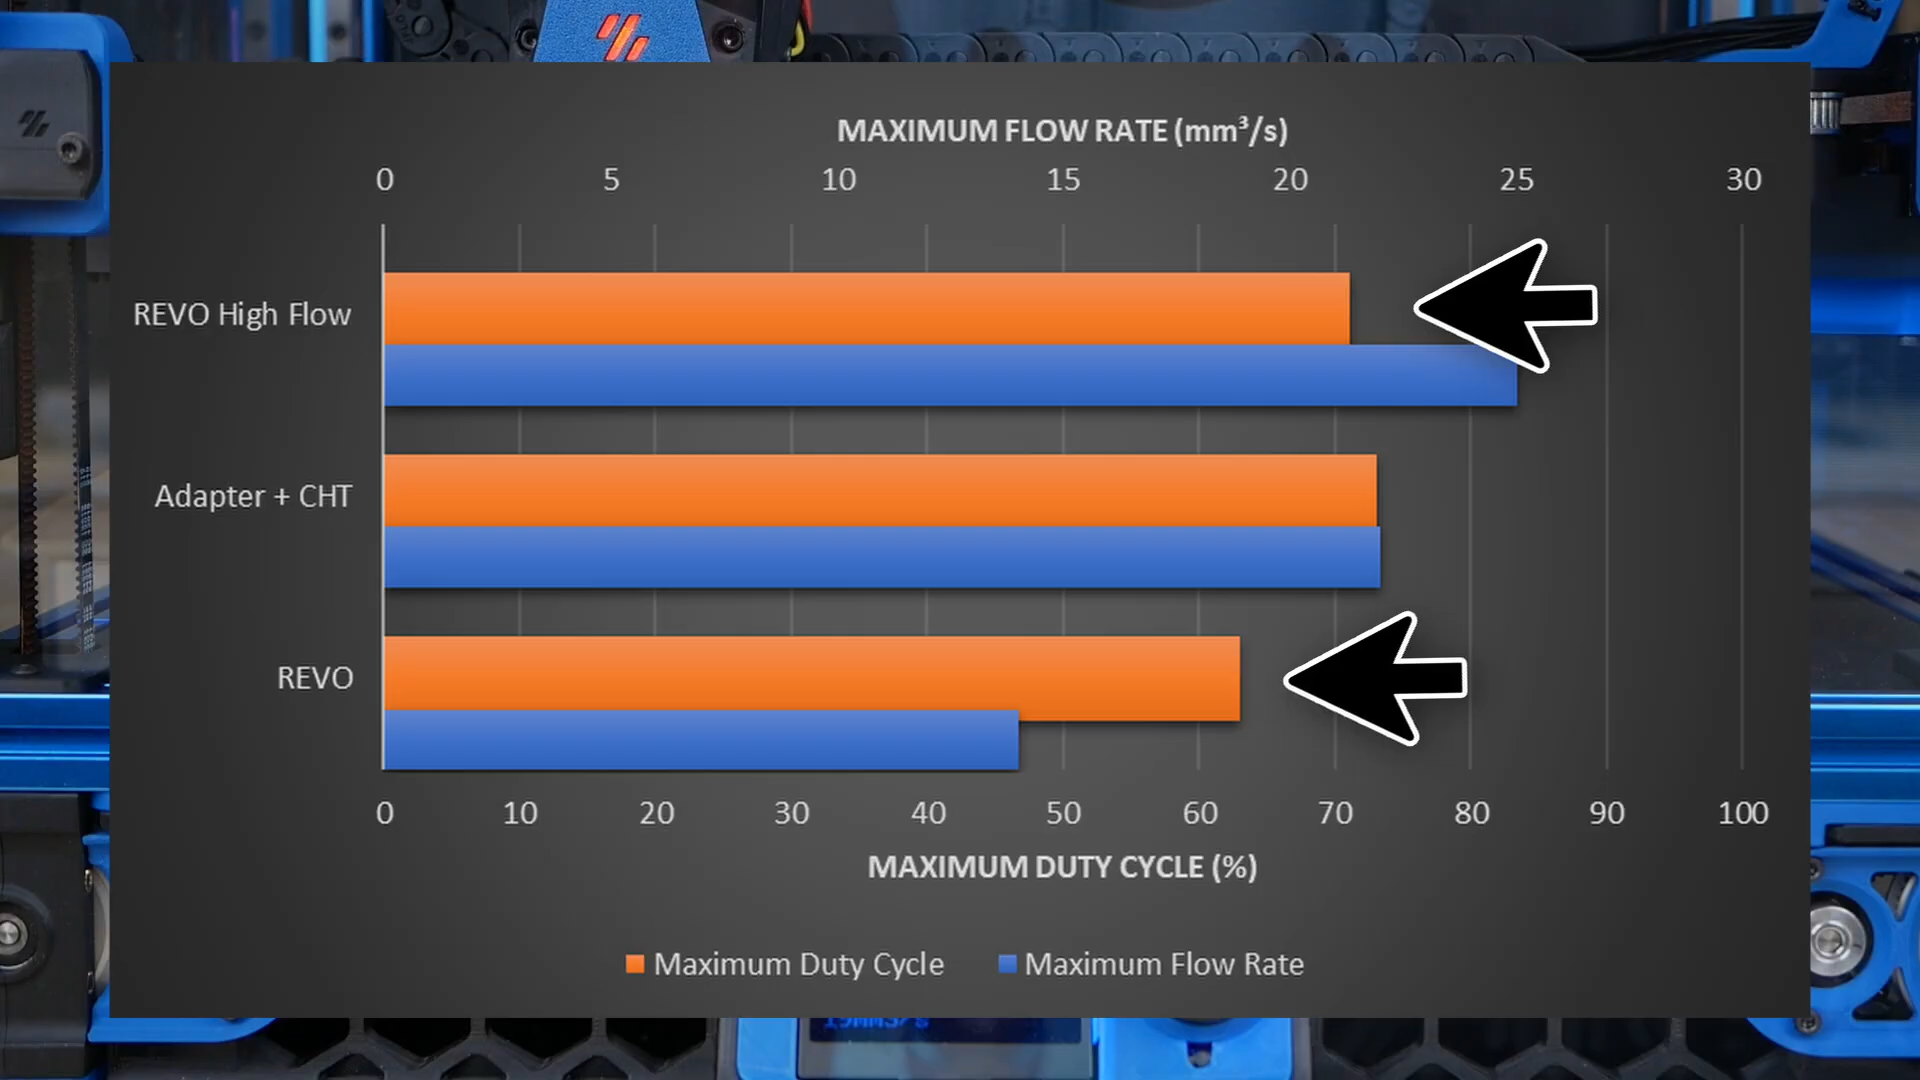 MAXIMUM FLOW RATE (mm³/s)
0 5 10 15 20 25 30
REVO High Flow
Adapter + CHT
REVO
0 10 20 30 40 50 60 70 80 90 100
MAXIMUM DUTY CYCLE (%)
Maximum Duty Cycle Maximum Flow Rate